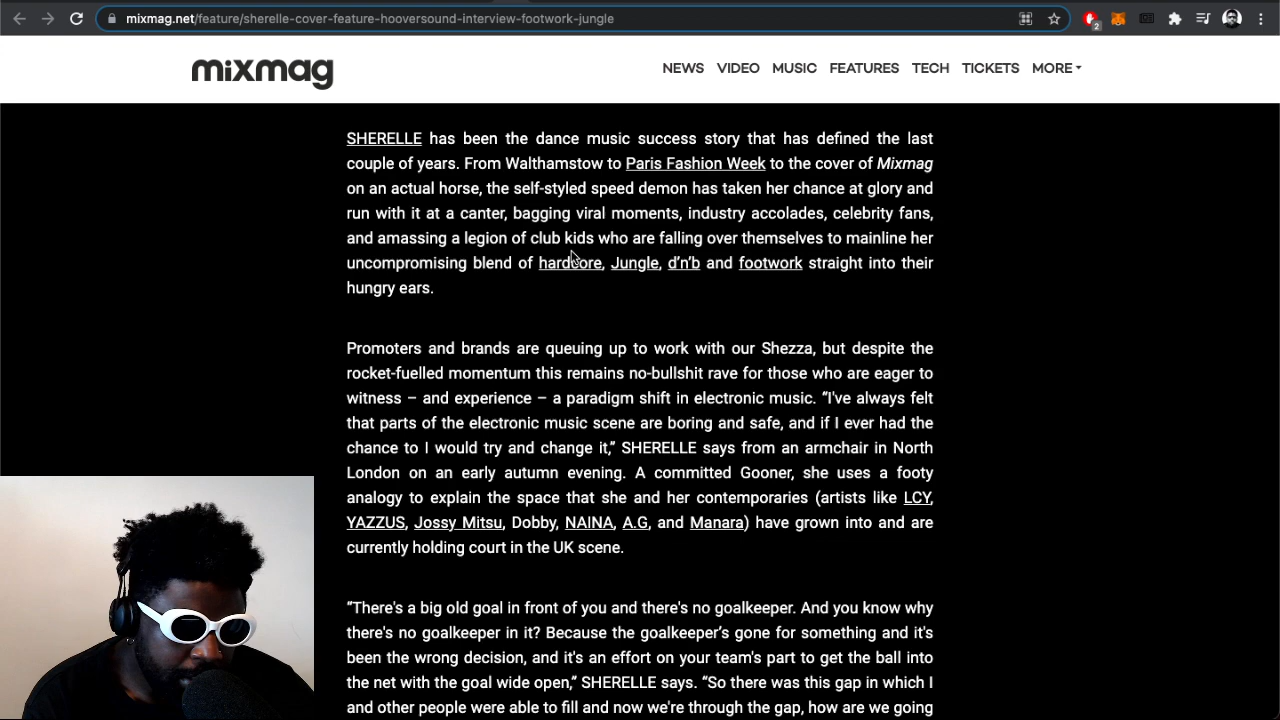 mixmag.net/feature/sherelle-cover-feature-hooversound-interview-footwork-jungle
2
mixmag
NEWS VIDEO MUSIC FEATURES TECH TICKETS MORE
SHERELLE has been the dance music success story that has defined the last
couple of years. From Walthamstow to Paris Fashion Week to the cover of Mixmag
on an actual horse, the self-styled speed demon has taken her chance at glory and
run with it at a canter, bagging viral moments, industry accolades, celebrity fans,
and amassing a legion of club kids who are falling over themselves to mainline her
uncompromising blend of hardcore, Jungle, d’n’b and footwork straight into their
hungry ears.
Promoters and brands are queuing up to work with our Shezza, but despite the
rocket-fuelled momentum this remains no-bullshit rave for those who are eager to
witness – and experience – a paradigm shift in electronic music. “I've always felt
that parts of the electronic music scene are boring and safe, and if I ever had the
chance to I would try and change it,” SHERELLE says from an armchair in North
London on an early autumn evening. A committed Gooner, she uses a footy
analogy to explain the space that she and her contemporaries (artists like LCY,
YAZZUS, Jossy Mitsu, Dobby, NAINA, A.G, and Manara) have grown into and are
currently holding court in the UK scene.
“There's a big old goal in front of you and there's no goalkeeper. And you know why
there's no goalkeeper in it? Because the goalkeeper’s gone for something and it's
been the wrong decision, and it's an effort on your team's part to get the ball into
the net with the goal wide open,” SHERELLE says. “So there was this gap in which I
and other people were able to fill and now we're through the gap, how are we going